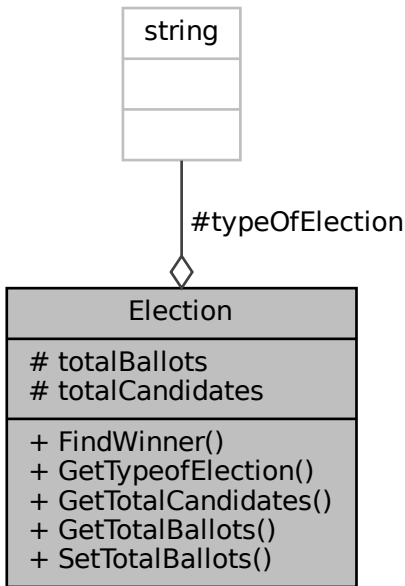 string
#typeOfElection
Election
# totalBallots
# totalCandidates
+ FindWinner()
+ GetTypeofElection()
+ GetTotalCandidates()
+ GetTotalBallots()
+ SetTotalBallots()